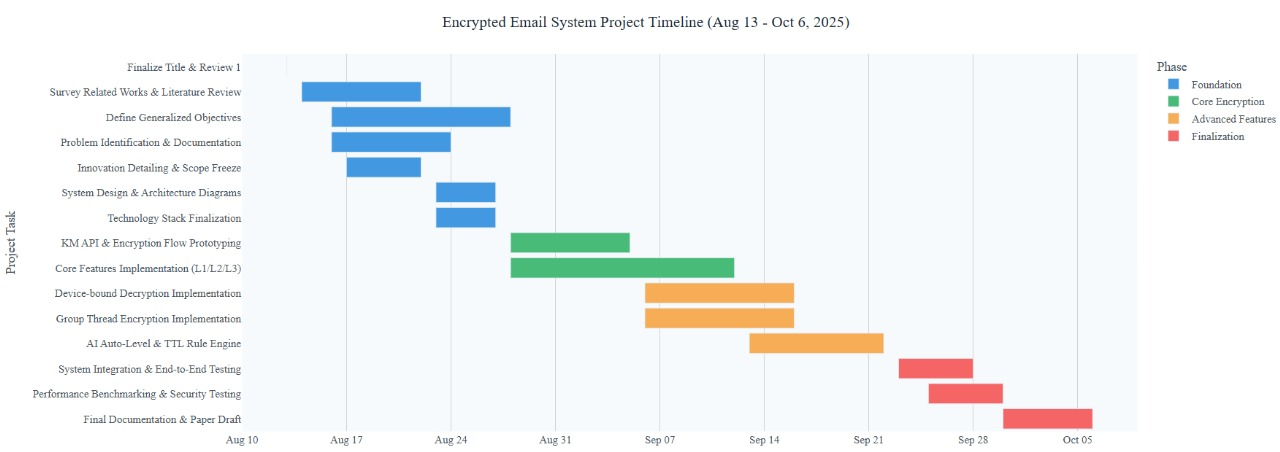 Encrypted Email System Project Timeline (Aug 13 - Oct 6, 2025)
Phase
Foundation
Core Encryption
Advanced Features
Finalization
Project Task
Finalize Title & Review 1
Survey Related Works & Literature Review
Define Generalized Objectives
Problem Identification & Documentation
Innovation Detailing & Scope Freeze
System Design & Architecture Diagrams
Technology Stack Finalization
KM API & Encryption Flow Prototyping
Core Features Implementation (L1/L2/L3)
Device-bound Decryption Implementation
Group Thread Encryption Implementation
AI Auto-Level & TTL Rule Engine
System Integration & End-to-End Testing
Performance Benchmarking & Security Testing
Final Documentation & Paper Draft
Aug 10 Aug 17 Aug 24 Aug 31 Sep 07 Sep 14 Sep 21 Sep 28 Oct 05